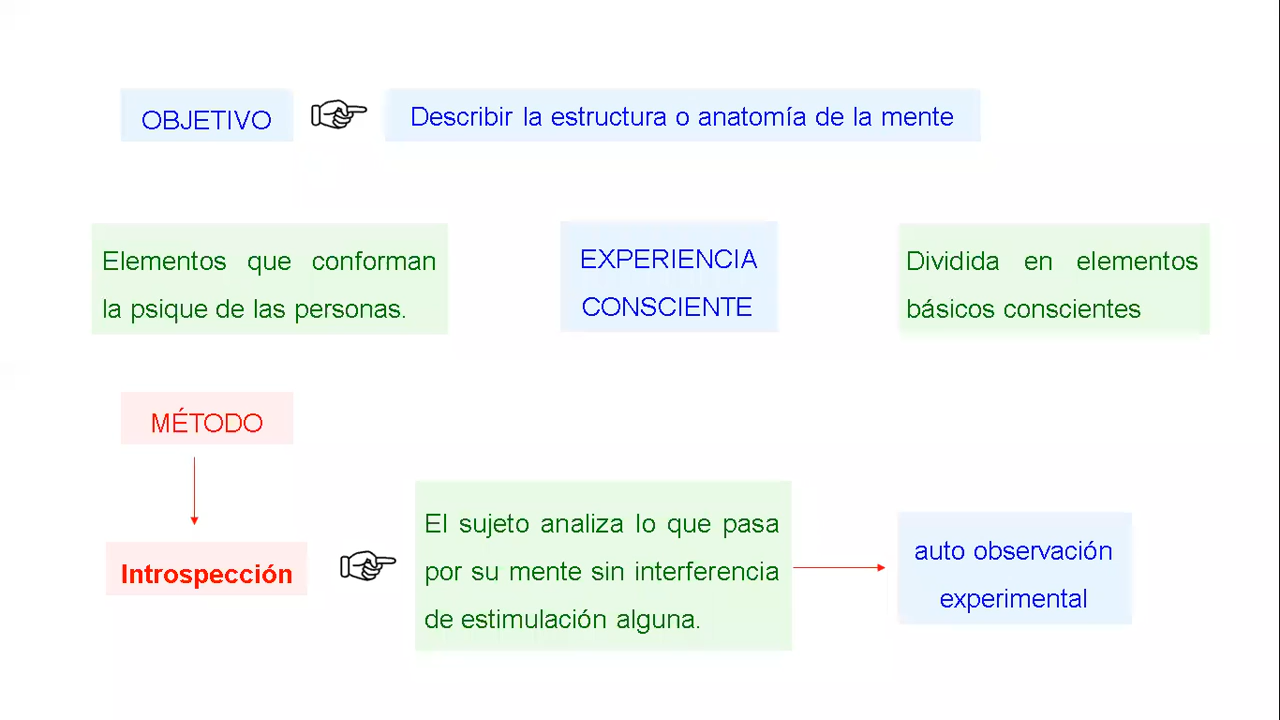 OBJETIVO
Describir la estructura o anatomía de la mente
Elementos que conforman
la psique de las personas.
EXPERIENCIA
CONSCIENTE
Dividida en elementos
básicos conscientes
MÉTODO
Introspección
El sujeto analiza lo que pasa
por su mente sin interferencia
de estimulación alguna.
auto observación
experimental